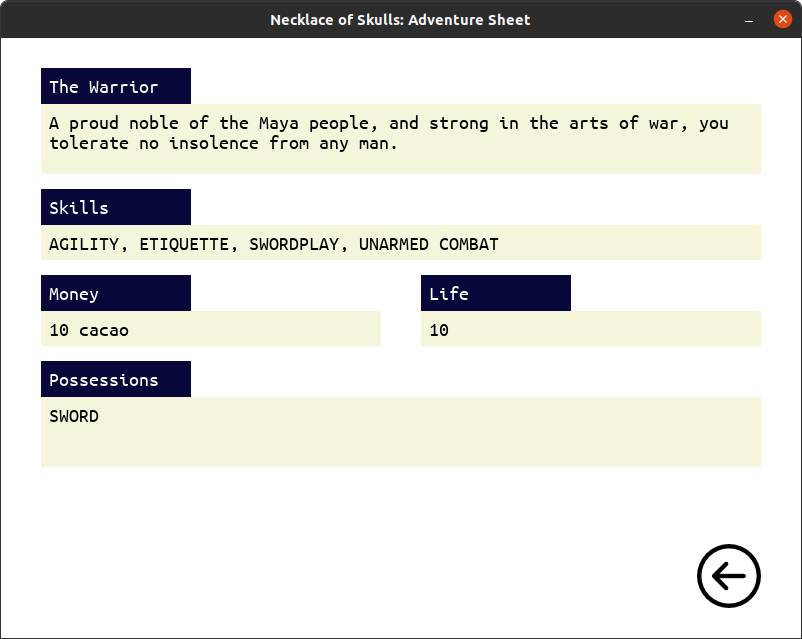 Necklace of Skulls: Adventure Sheet
The Warrior
A proud noble of the Maya people, and strong in the arts of war, you
tolerate no insolence from any man.
Skills
AGILITY, ETIQUETTE, SWORDPLAY, UNARMED COMBAT
Money
10 cacao
Life
10
Possessions
SWORD